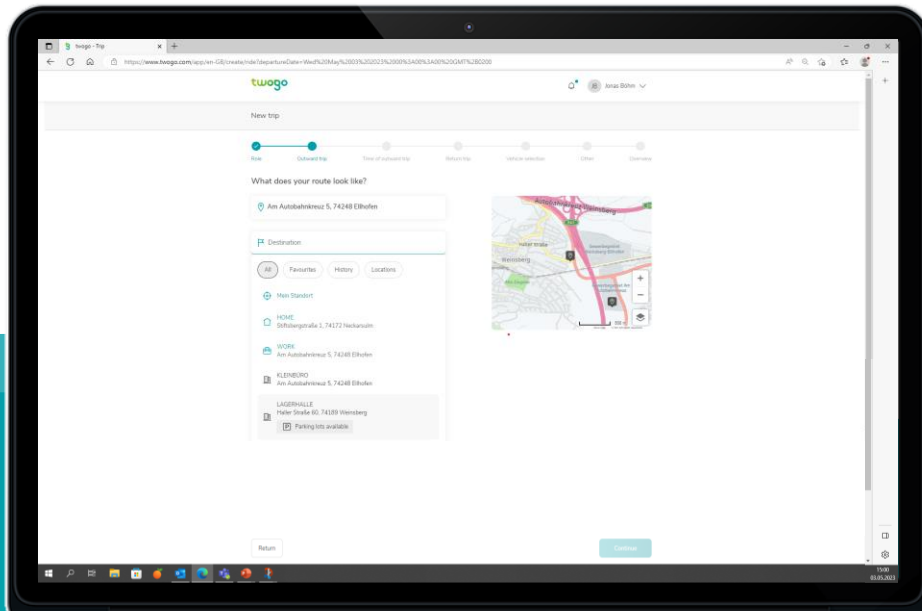 twogo - Trip
https://www.twogo.com/app/en-GB/create/ride?departureDate=Wed%20May%2003%202023%2000%3A00%3A00%20GMT%2B0200
twogo
Jonas Böhm
New trip
Role
Outward trip
Time of outward trip
Return trip
Vehicle selection
Other
Overview
What does your route look like?
Am Autobahnkreuz 5, 74248 Ellhofen
Destination
All
Favourites
History
Locations
Mein Standort
HOME
Stiftsbergstraße 1, 74172 Neckarsulm
WORK
Am Autobahnkreuz 5, 74248 Ellhofen
KLEINBÜRO
Am Autobahnkreuz 5, 74248 Ellhofen
LAGERHALLE
Haller Straße 80, 74189 Weinsberg
Parking lots available
Haller Straße
Weinsberg
Return
Continue
15:00
03.05.2023